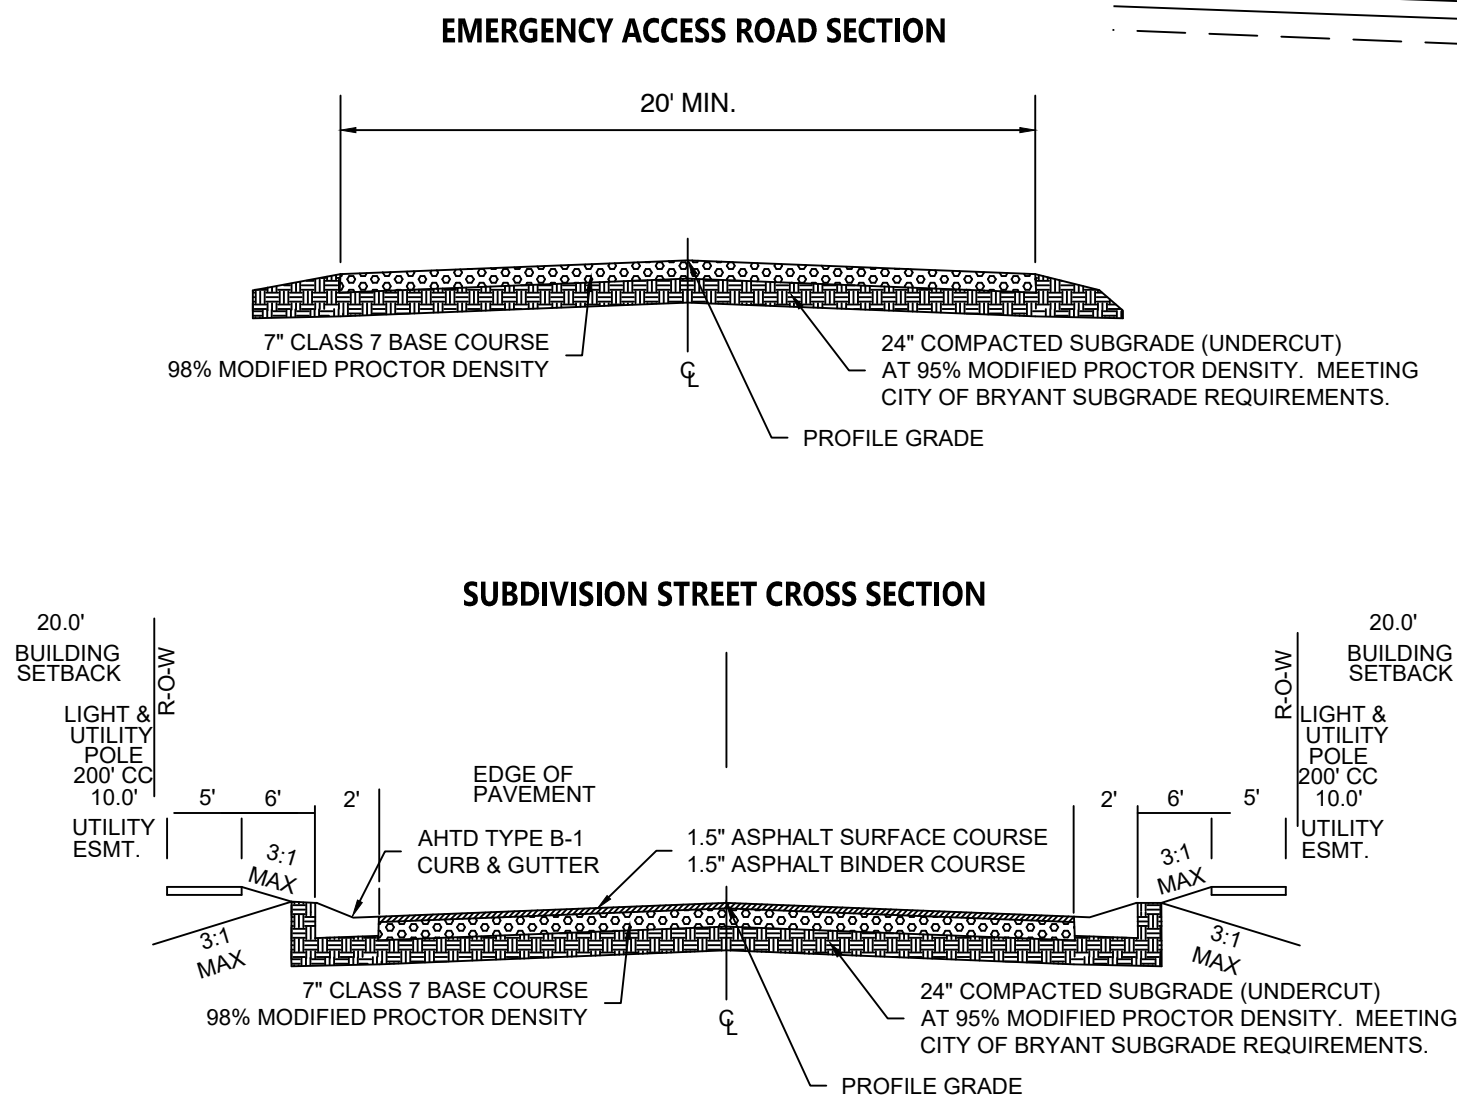 EMERGENCY ACCESS ROAD SECTION
20' MIN.
7" CLASS 7 BASE COURSE
98% MODIFIED PROCTOR DENSITY
℄
24" COMPACTED SUBGRADE (UNDERCUT)
AT 95% MODIFIED PROCTOR DENSITY. MEETING
CITY OF BRYANT SUBGRADE REQUIREMENTS.
PROFILE GRADE
SUBDIVISION STREET CROSS SECTION
20.0'
BUILDING
SETBACK
R-O-W
LIGHT &
UTILITY
POLE
200' CC
10.0'
UTILITY
ESMT.
5'
6'
2'
3:1
MAX
3:1
MAX
EDGE OF
PAVEMENT
AHTD TYPE B-1
CURB & GUTTER
1.5" ASPHALT SURFACE COURSE
1.5" ASPHALT BINDER COURSE
2'
6'
5'
3:1
MAX
3:1
MAX
20.0'
BUILDING
SETBACK
R-O-W
LIGHT &
UTILITY
POLE
200' CC
10.0'
UTILITY
ESMT.
7" CLASS 7 BASE COURSE
98% MODIFIED PROCTOR DENSITY
℄
24" COMPACTED SUBGRADE (UNDERCUT)
AT 95% MODIFIED PROCTOR DENSITY. MEETING
CITY OF BRYANT SUBGRADE REQUIREMENTS.
PROFILE GRADE